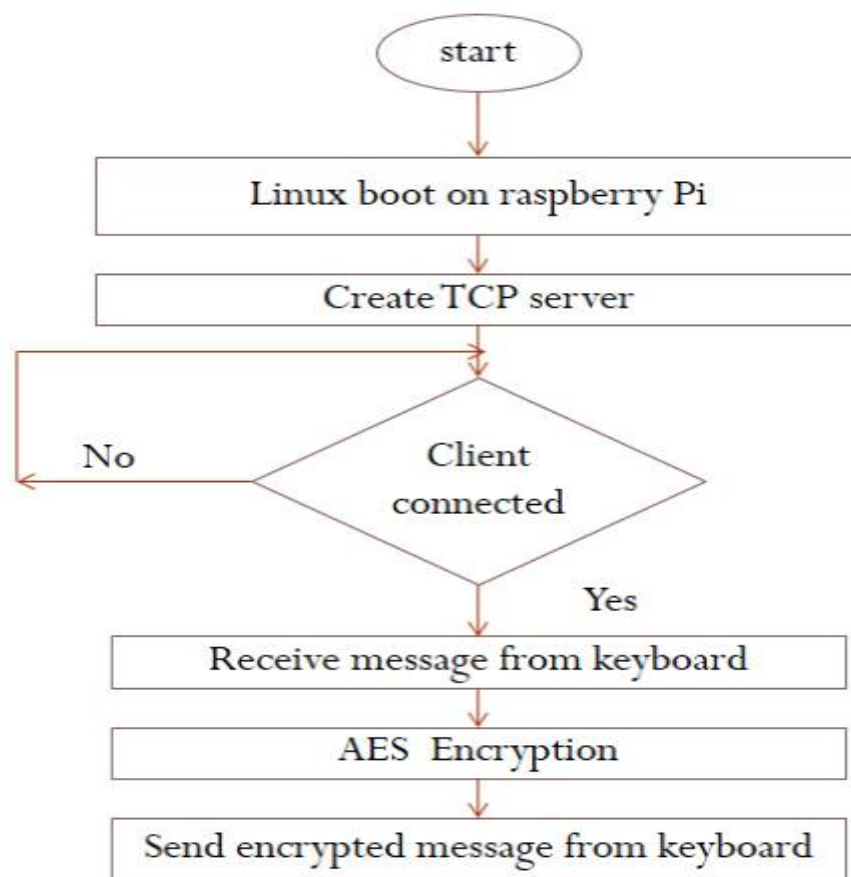 start
Linux boot on raspberry Pi
Create TCP server
Client
connected
No
Yes
Receive message from keyboard
AES Encryption
Send encrypted message from keyboard